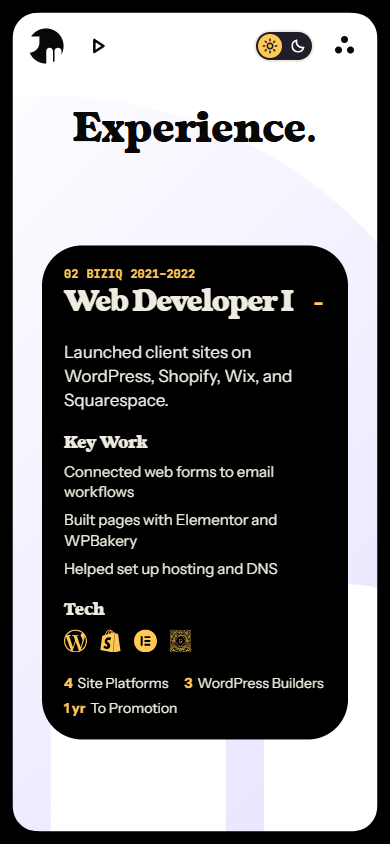 Experience.
02 BIZIQ 2021–2022
Web Developer I -
Launched client sites on
WordPress, Shopify, Wix, and
Squarespace.
Key Work
Connected web forms to email
workflows
Built pages with Elementor and
WPBakery
Helped set up hosting and DNS
Tech
4 Site Platforms 3 WordPress Builders
1 yr To Promotion